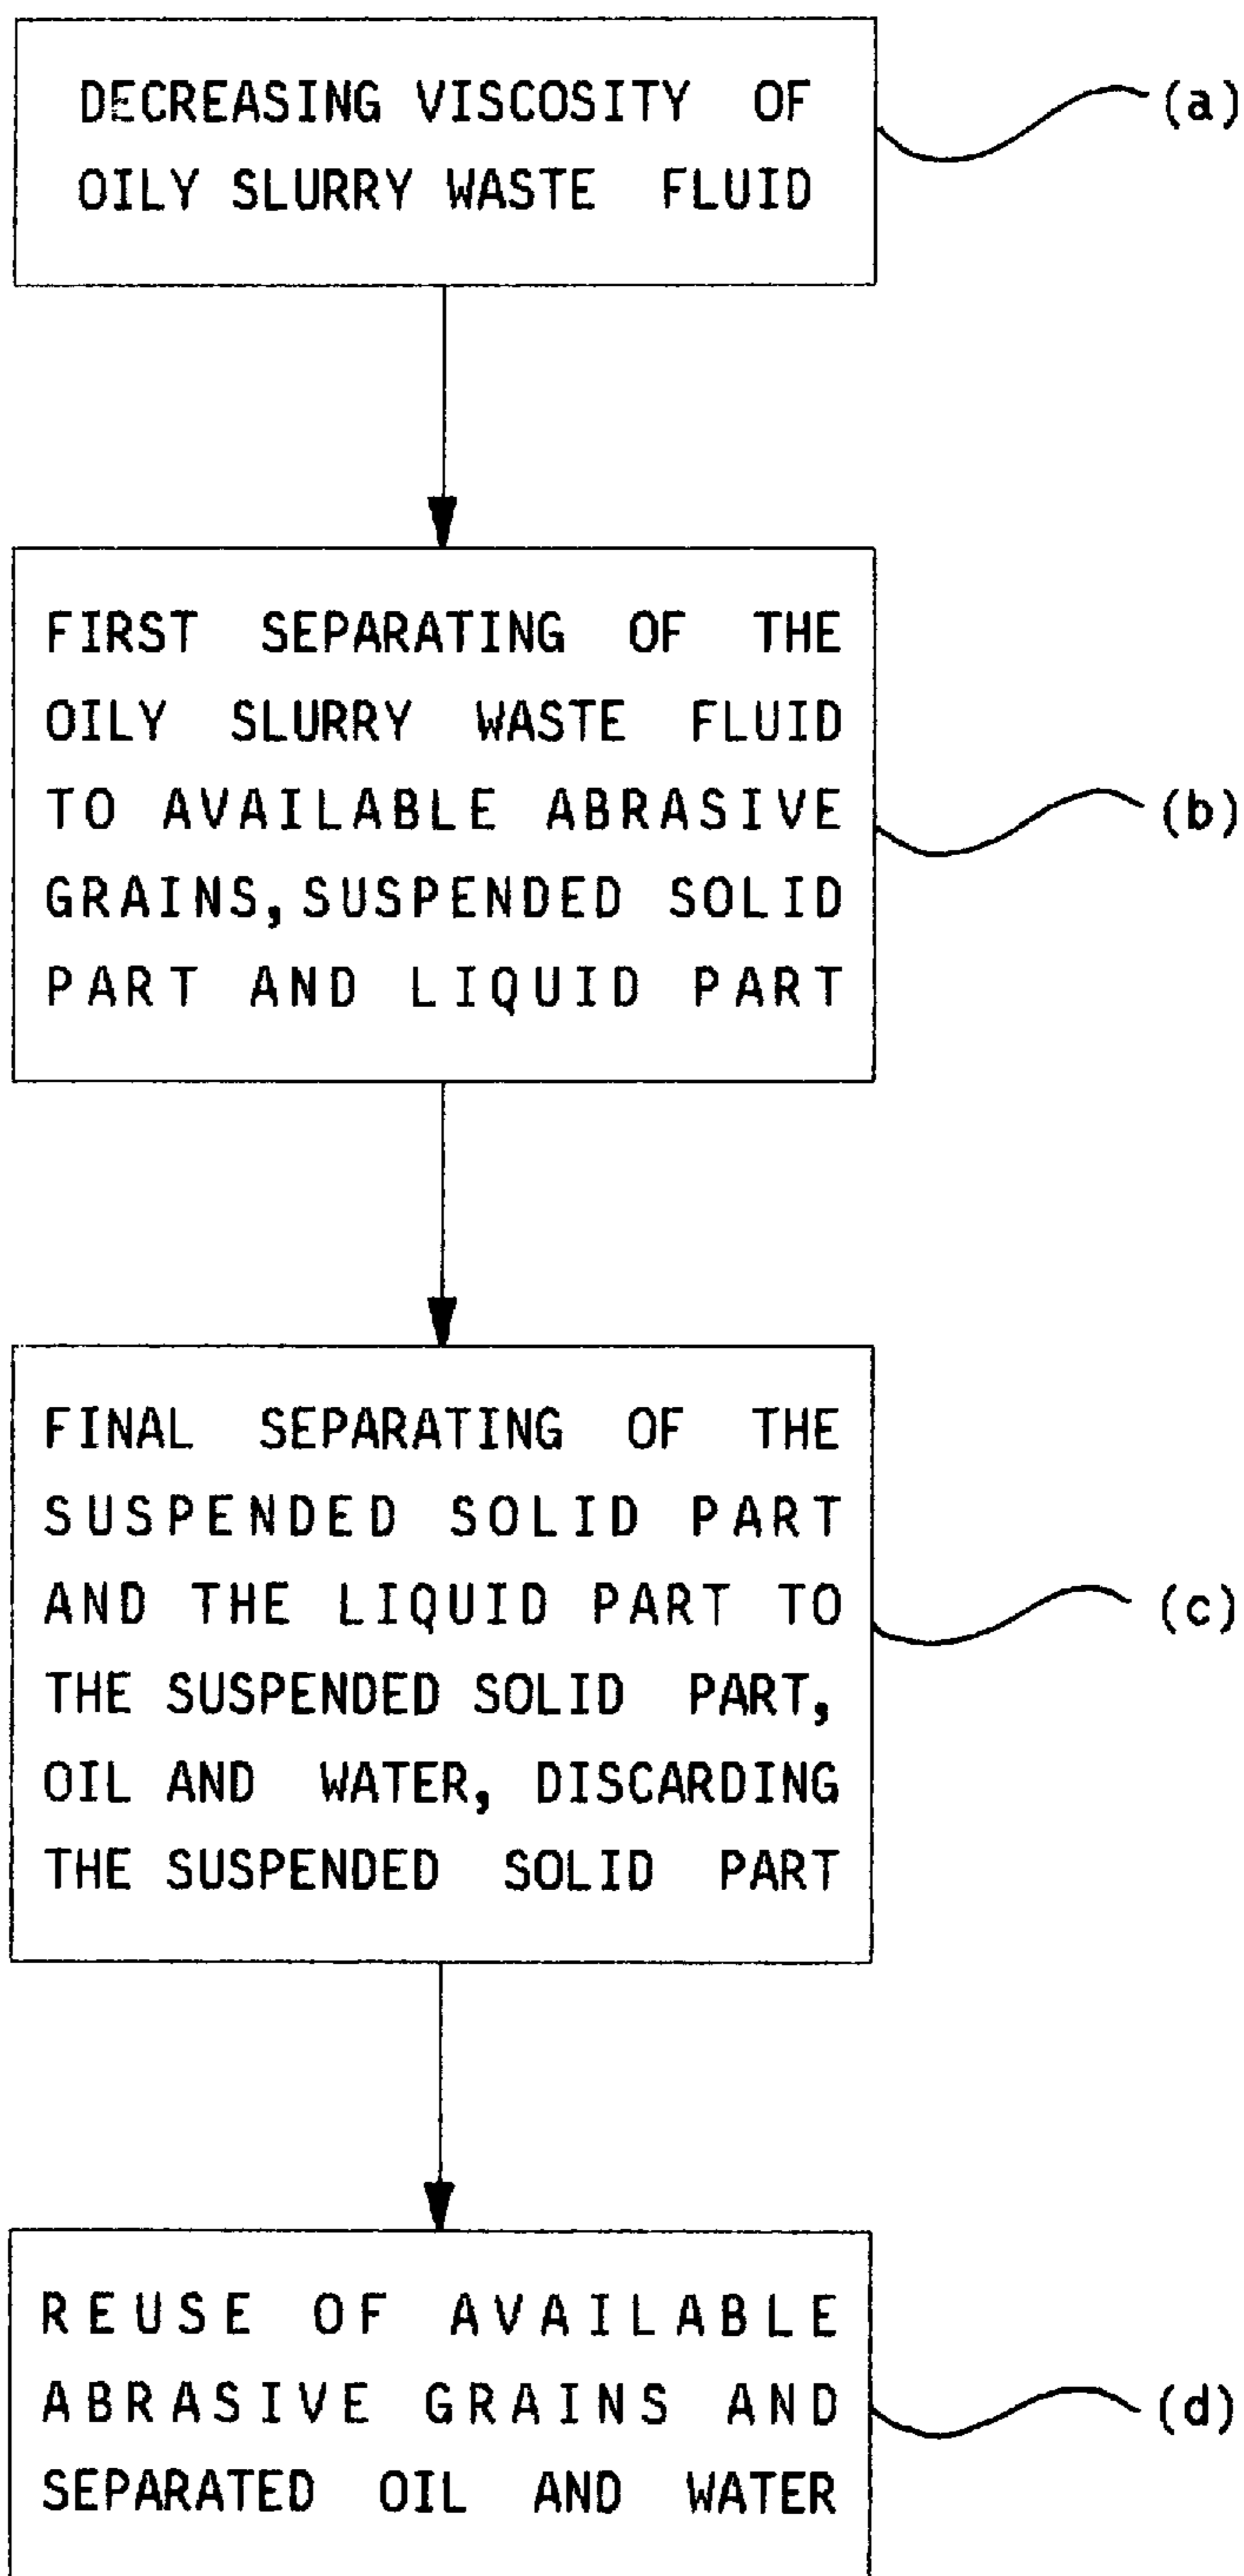 DECREASING VISCOSITY OF
OILY SLURRY WASTE FLUID
(a)
FIRST SEPARATING OF THE
OILY SLURRY WASTE FLUID
TO AVAILABLE ABRASIVE
GRAINS, SUSPENDED SOLID
PART AND LIQUID PART
(b)
FINAL SEPARATING OF THE
SUSPENDED SOLID PART
AND THE LIQUID PART TO
THE SUSPENDED SOLID PART,
OIL AND WATER, DISCARDING
THE SUSPENDED SOLID PART
(c)
REUSE OF AVAILABLE
ABRASIVE GRAINS AND
SEPARATED OIL AND WATER
(d)